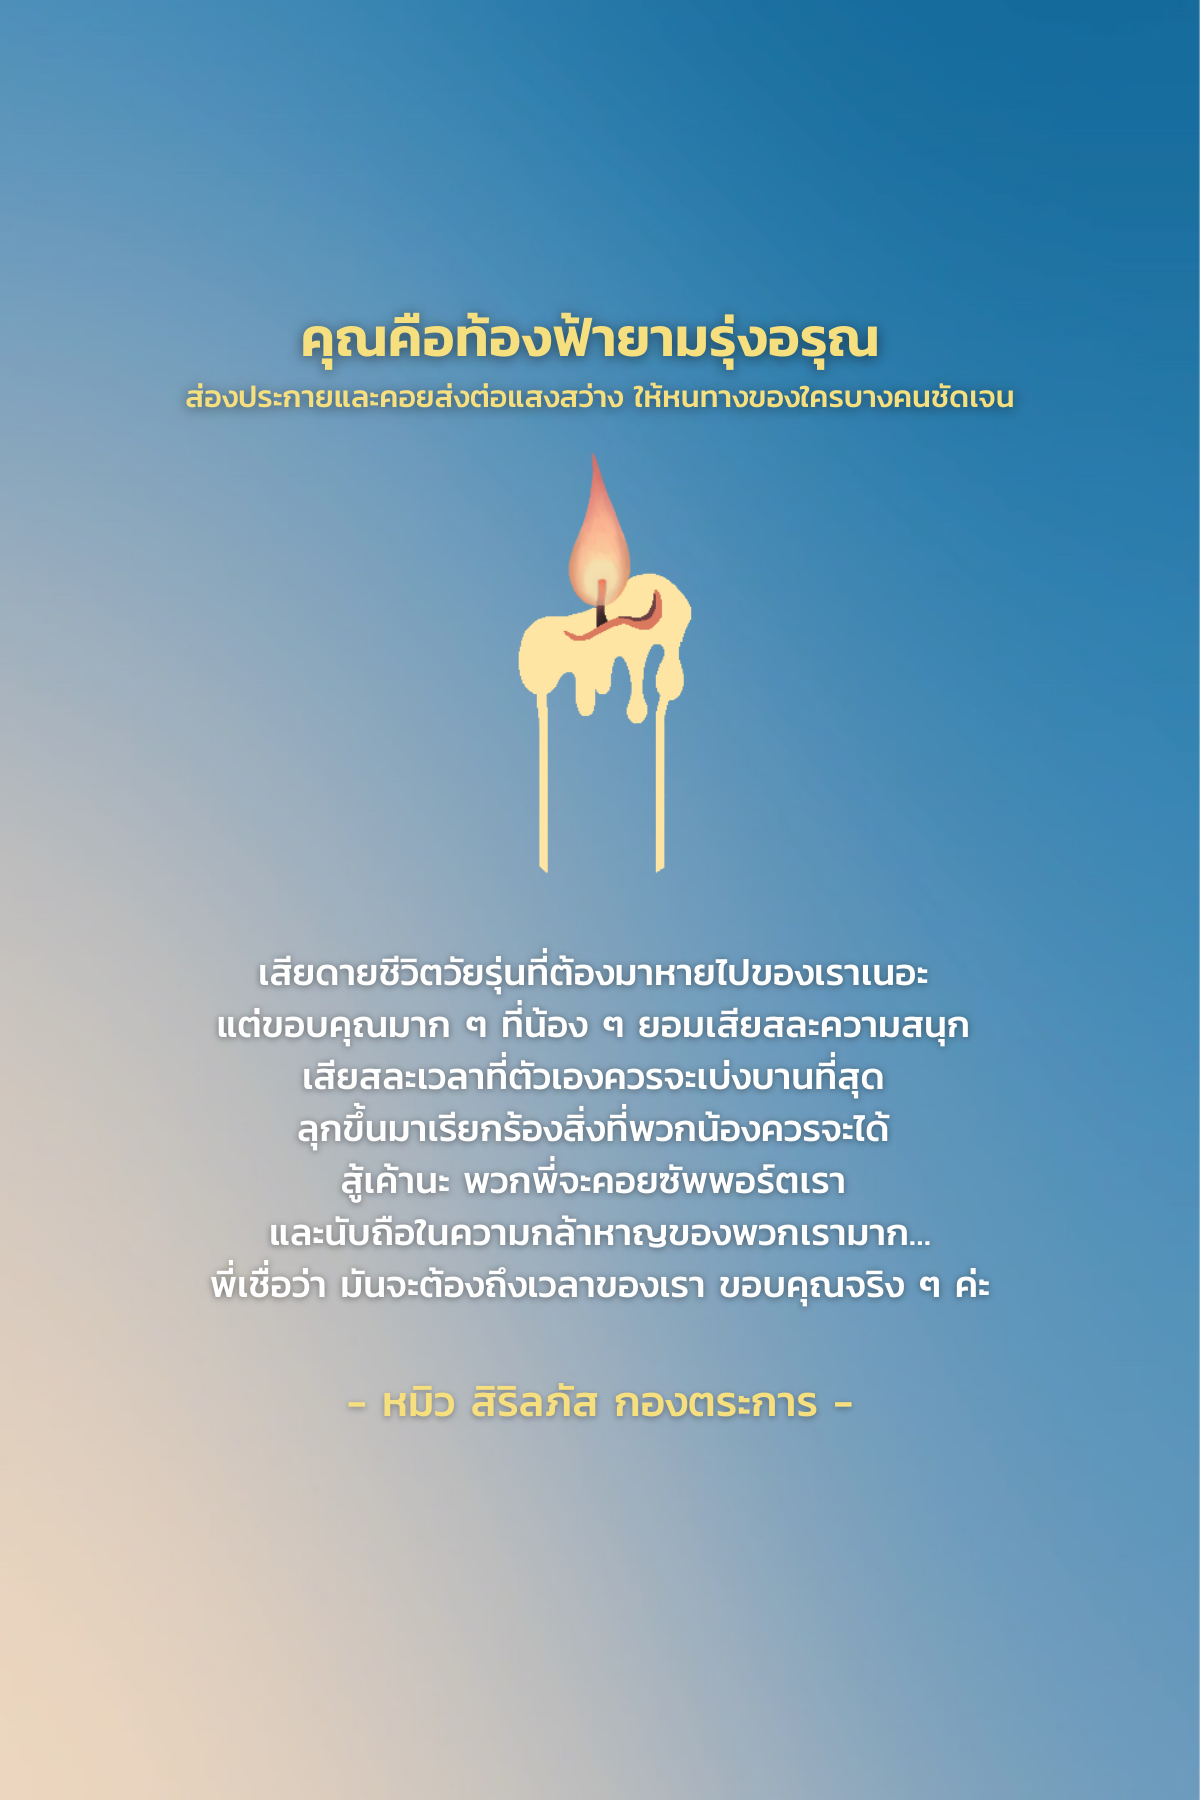 คุณคือท้องฟ้ายามรุ่งอรุณ
ส่องประกายและคอยส่งต่อแสงสว่าง ให้หนทางของใครบางคนชัดเจน
เสียดายชีวิตวัยรุ่นที่ต้องมาหายไปของเราเนอะ
แต่ขอบคุณมาก ๆ ที่น้อง ๆ ยอมเสียสละความสนุก
เสียสละเวลาที่ตัวเองควรจะเบ่งบานที่สุด
ลุกขึ้นมาเรียกร้องสิ่งที่พวกน้องควรจะได้
สู้เค้านะ พวกพี่จะคอยซัพพอร์ตเรา
และนับถือในความกล้าหาญของพวกเรามาก...
พี่เชื่อว่า มันจะต้องถึงเวลาของเรา ขอบคุณจริง ๆ ค่ะ
- หมิว สิริลภัส กองตระการ -